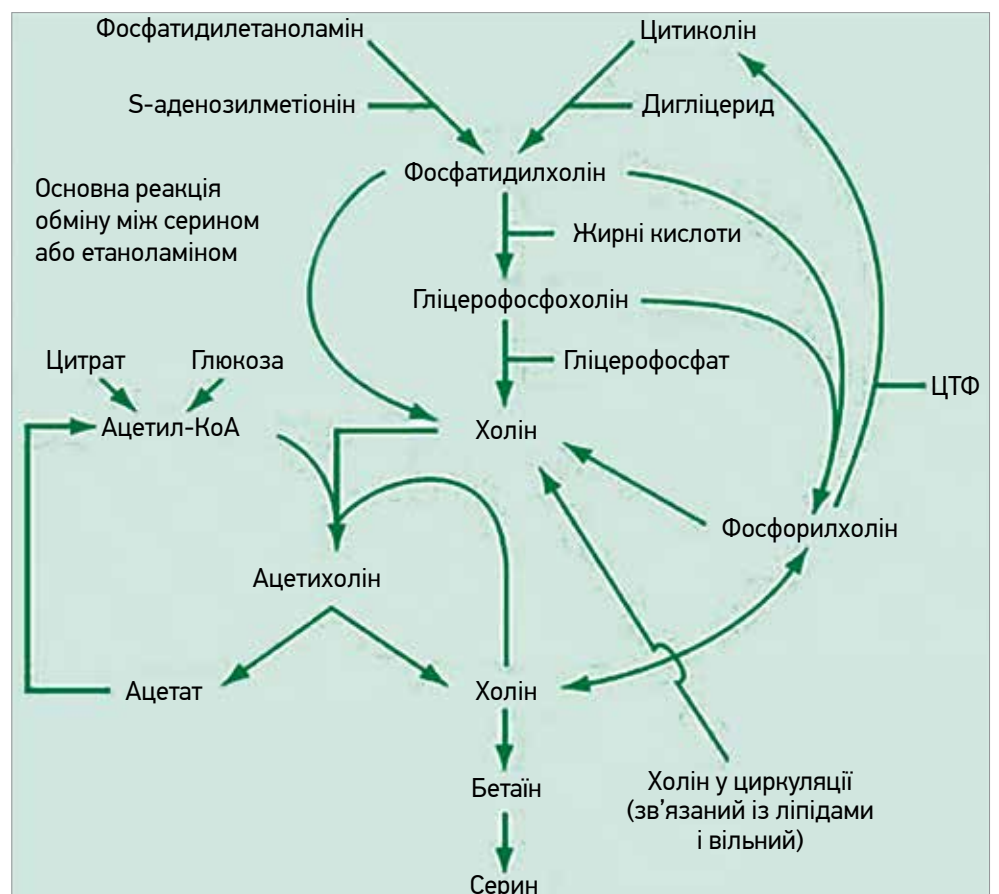 Фосфатидилетаноламін
Цитиколін
S-аденозилметіонін
Дигліцерид
Фосфатидилхолін
Основна реакція
обміну між серином
або етаноламіном
Жирні кислоти
Гліцерофосфохолін
Цитрат
Глюкоза
Гліцерофосфат
ЦТФ
Ацетил-КоА
Холін
Фосфорилхолін
Ацетихолін
Ацетат
Холін
Бетаїн
Холін у циркуляції
(зв’язаний із ліпідами
і вільний)
Серин